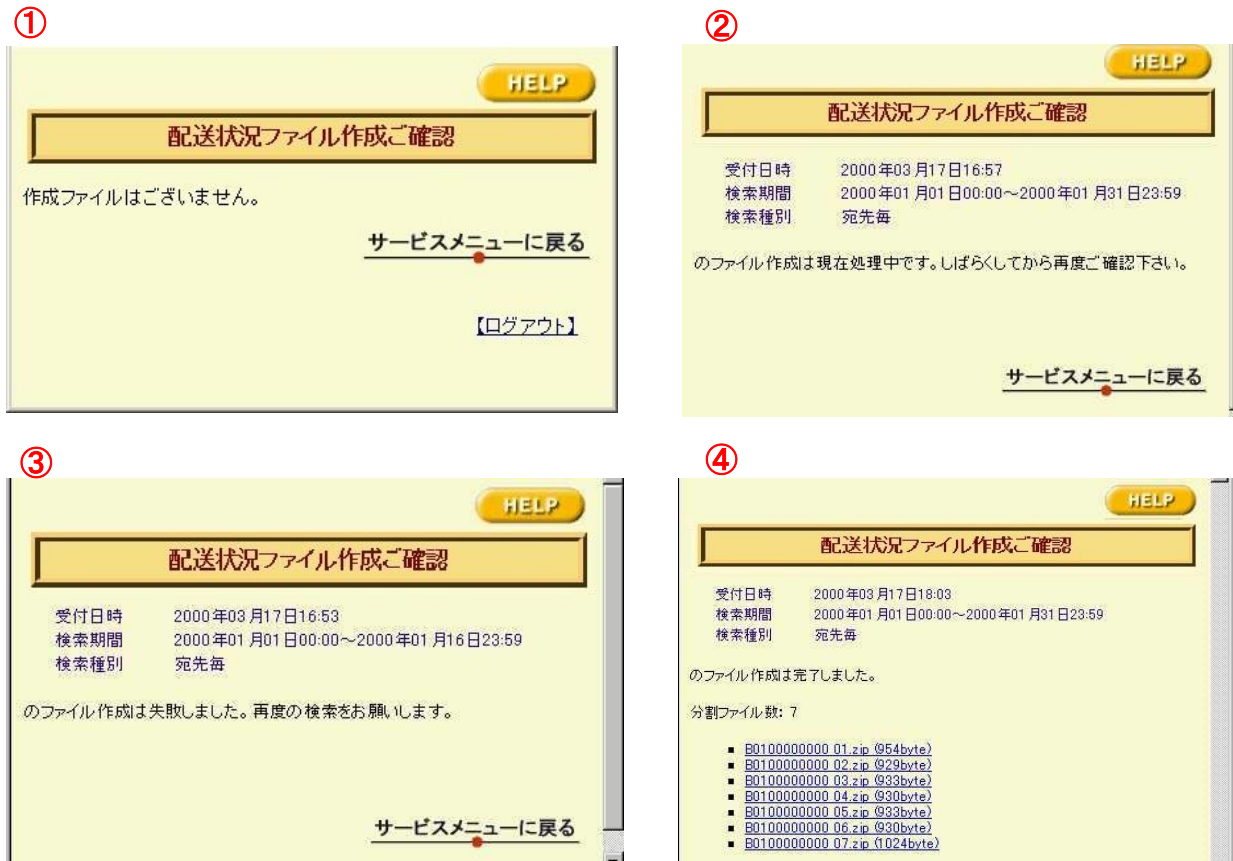 ①
HELP
配送状況ファイル作成ご確認
作成ファイルはございません。
サービスメニューに戻る
【ログアウト】
②
HELP
配送状況ファイル作成ご確認
受付日時 2000年03月17日16:57
検索期間 2000年01月01日00:00～2000年01月31日23:59
検索種別 宛先毎
のファイル作成は現在処理中です。しばらくしてから再度ご確認下さい。
サービスメニューに戻る
③
HELP
配送状況ファイル作成ご確認
受付日時 2000年03月17日16:53
検索期間 2000年01月01日00:00～2000年01月16日23:59
検索種別 宛先毎
のファイル作成は失敗しました。再度の検索をお願いします。
サービスメニューに戻る
④
HELP
配送状況ファイル作成ご確認
受付日時 2000年03月17日18:03
検索期間 2000年01月01日00:00～2000年01月31日23:59
検索種別 宛先毎
のファイル作成は完了しました。
分割ファイル数: 7
B0100000000 01.zip (954byte)
B0100000000 02.zip (929byte)
B0100000000 03.zip (933byte)
B0100000000 04.zip (930byte)
B0100000000 05.zip (933byte)
B0100000000 06.zip (930byte)
B0100000000 07.zip (1024byte)